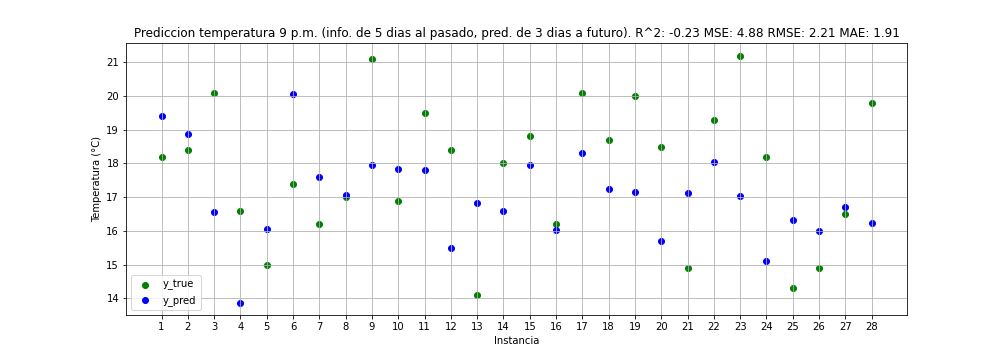 Prediccion temperatura 9 p.m. (info. de 5 dias al pasado, pred. de 3 dias a futuro). R^2: -0.23 MSE: 4.88 RMSE: 2.21 MAE: 1.91
21
20
19
18
17
16
15
14
Temperatura (°C)
y_true
y_pred
1 2 3 4 5 6 7 8 9 10 11 12 13 14 15 16 17 18 19 20 21 22 23 24 25 26 27 28
Instancia